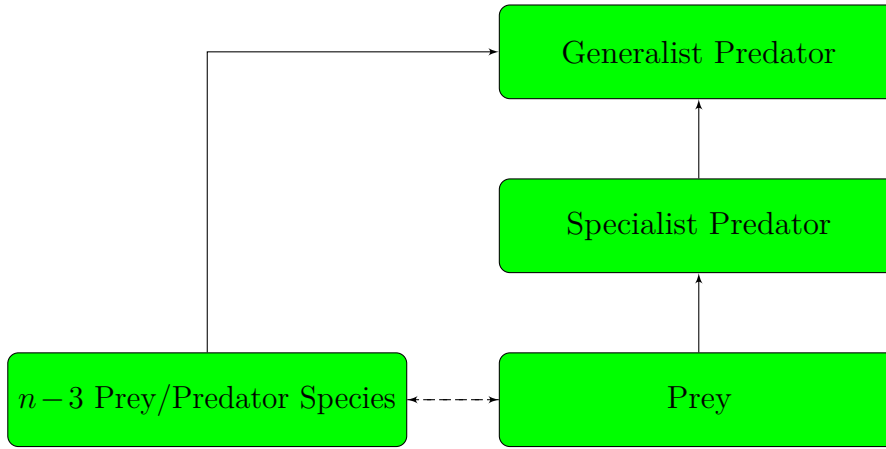 Generalist Predator
Specialist Predator
n−3 Prey/Predator Species
Prey